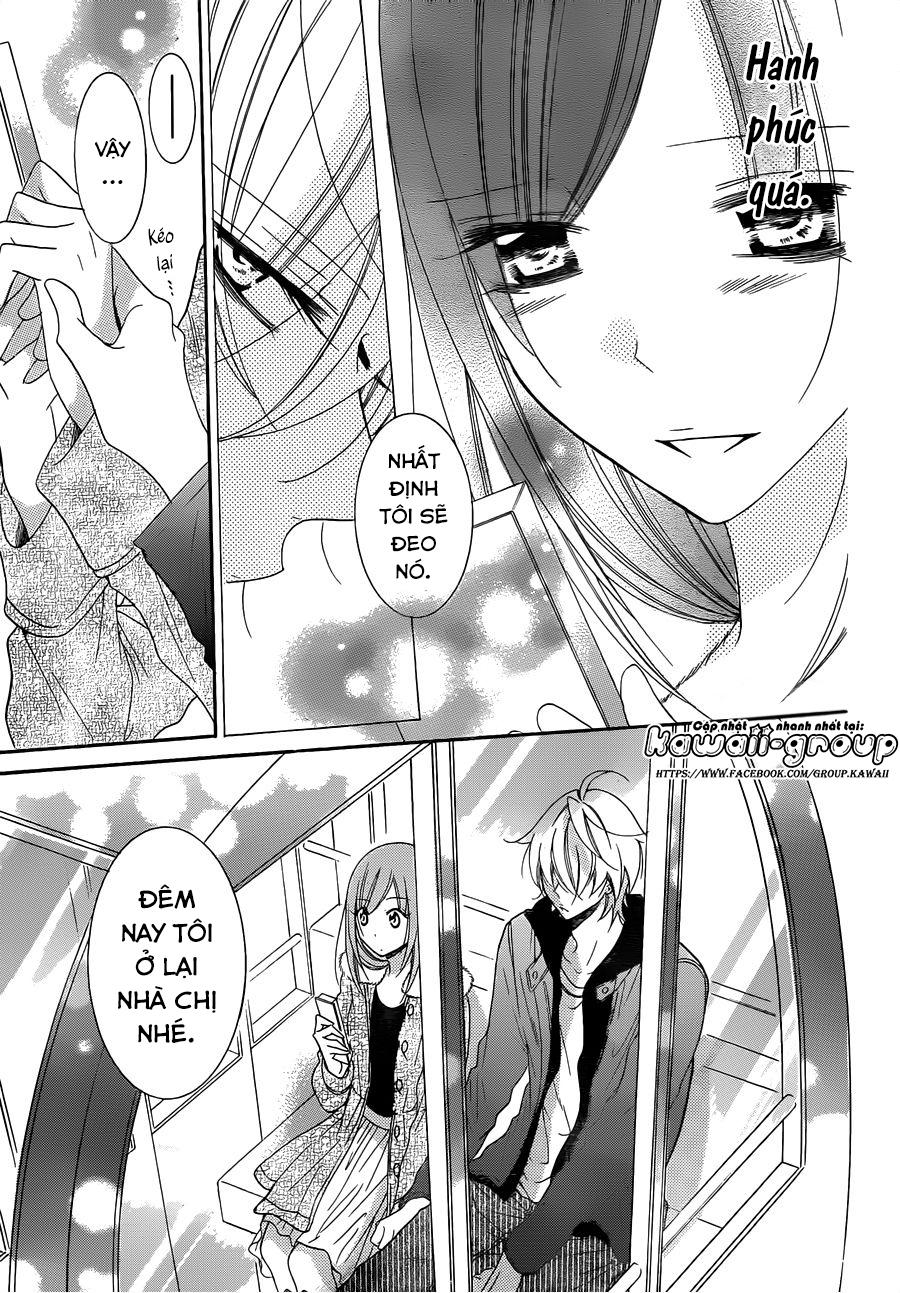 Hạnh
phúc
quá.
NHẤT
ĐỊNH
TÔI SẼ
ĐEO
NÓ.
VẬY
...
Kéo
lại
...
Cập nhật nhanh nhất tại:
kawaii-group
HTTPS://WWW.FACEBOOK.COM/GROUP.KAWAII
ĐÊM
NAY TÔI
Ở LẠI
NHÀ CHỊ
NHÉ.